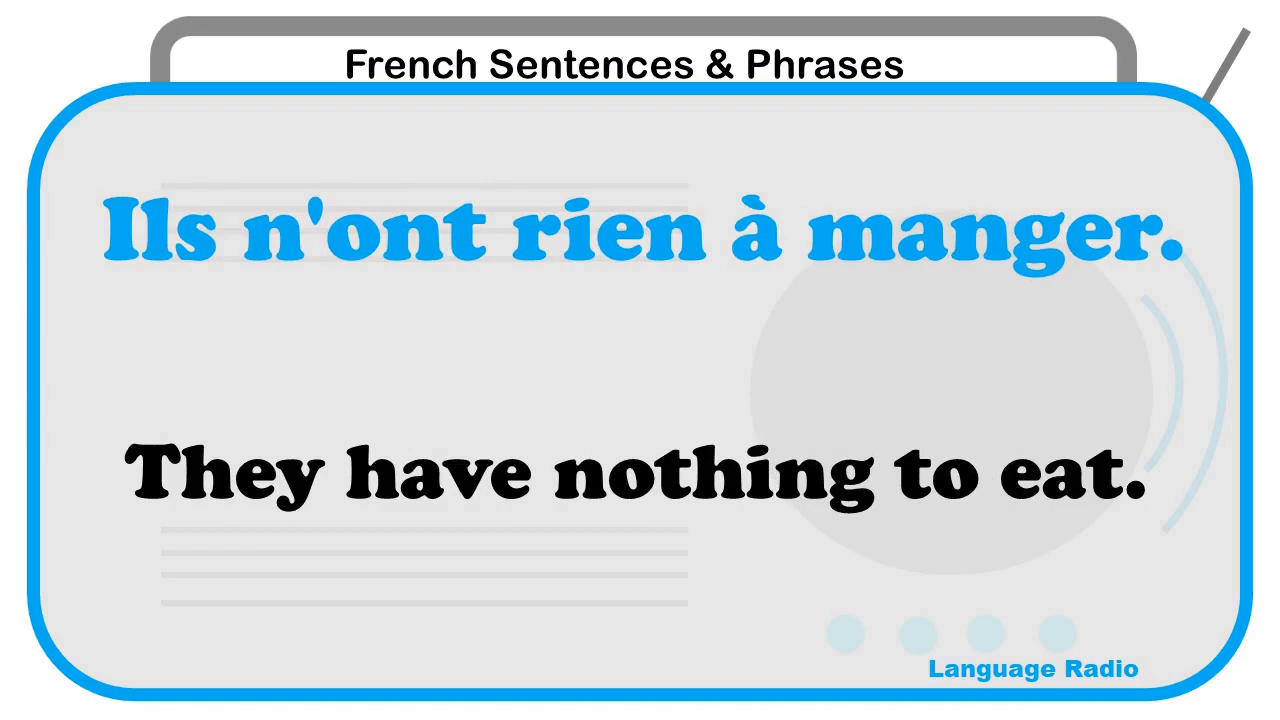 French Sentences & Phrases
Ils n'ont rien à manger.
They have nothing to eat.
Language Radio